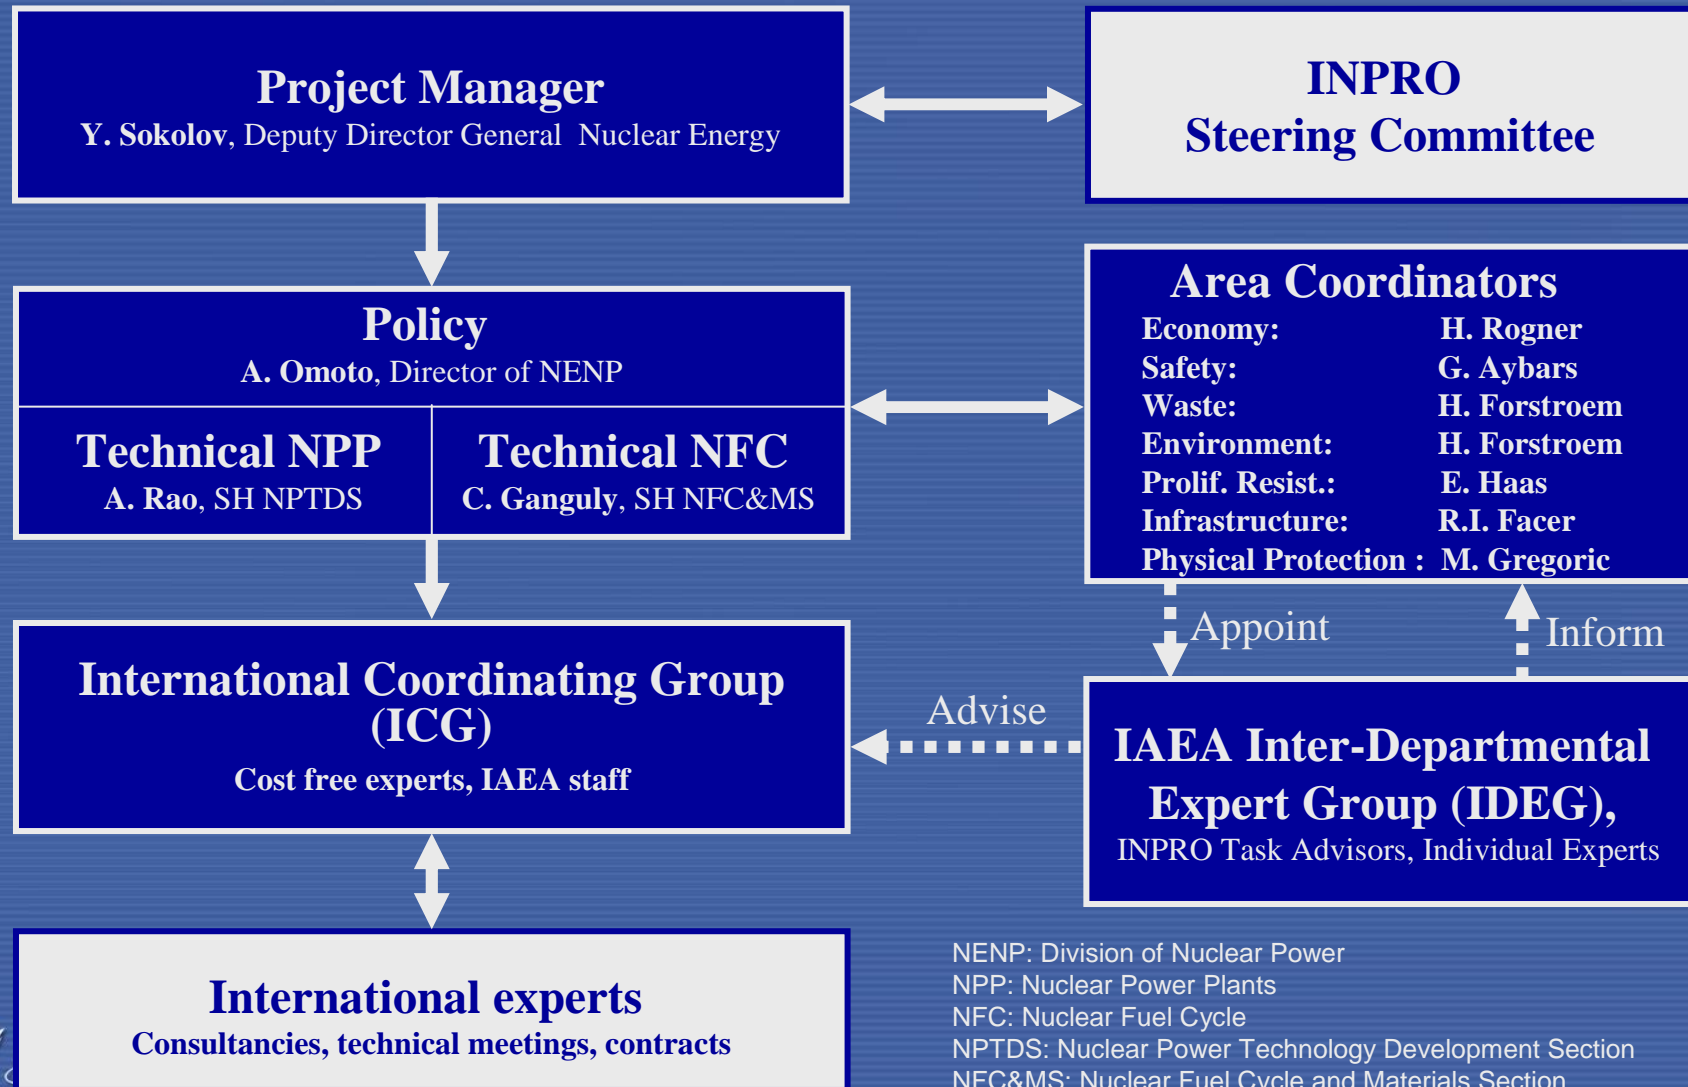 Project Manager
Y. Sokolov, Deputy Director General Nuclear Energy
INPRO
Steering Committee
Policy
A. Omoto, Director of NENP
Technical NPP
A. Rao, SH NPTDS
Technical NFC
C. Ganguly, SH NFC&MS
Area Coordinators
Economy: H. Rogner
Safety: G. Aybars
Waste: H. Forstroem
Environment: H. Forstroem
Prolif. Resist.: E. Haas
Infrastructure: R.I. Facer
Physical Protection : M. Gregoric
Appoint
Inform
International Coordinating Group
(ICG)
Cost free experts, IAEA staff
Advise
IAEA Inter-Departmental
Expert Group (IDEG),
INPRO Task Advisors, Individual Experts
International experts
Consultancies, technical meetings, contracts
NENP: Division of Nuclear Power
NPP: Nuclear Power Plants
NFC: Nuclear Fuel Cycle
NPTDS: Nuclear Power Technology Development Section
NFC&MS: Nuclear Fuel Cycle and Materials Section